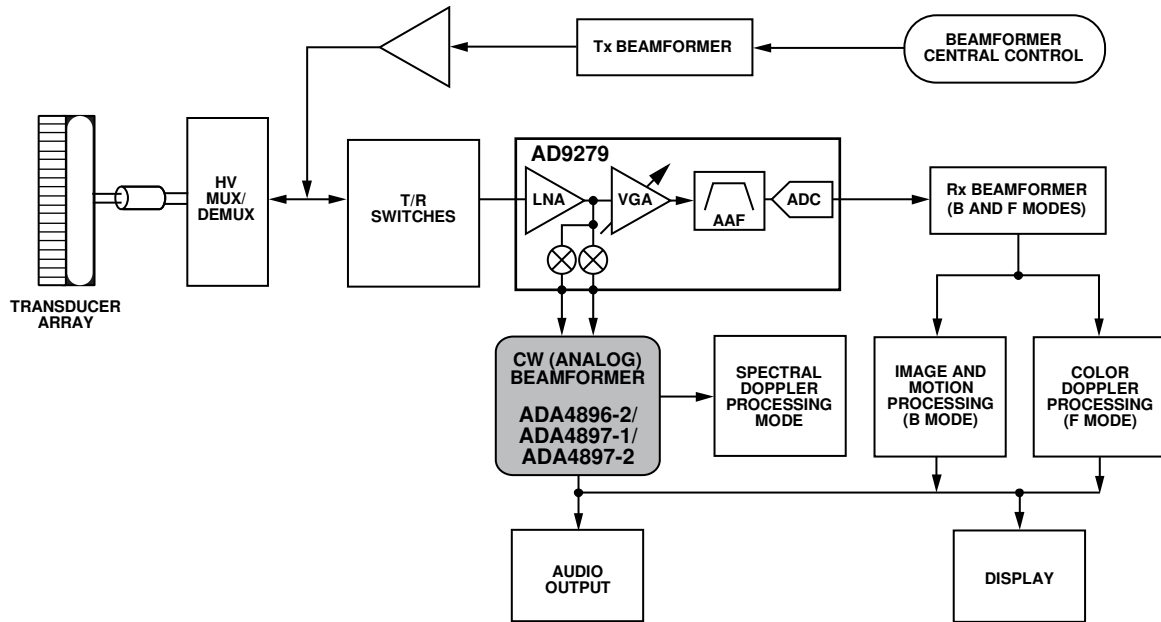 Tx BEAMFORMER
BEAMFORMER
CENTRAL CONTROL
HV
MUX/
DEMUX
T/R
SWITCHES
AD9279
LNA
VGA
AAF
ADC
Rx BEAMFORMER
(B AND F MODES)
TRANSDUCER
ARRAY
CW (ANALOG)
BEAMFORMER
ADA4896-2/
ADA4897-1/
ADA4897-2
SPECTRAL
DOPPLER
PROCESSING
MODE
IMAGE AND
MOTION
PROCESSING
(B MODE)
COLOR
DOPPLER
PROCESSING
(F MODE)
AUDIO
OUTPUT
DISPLAY